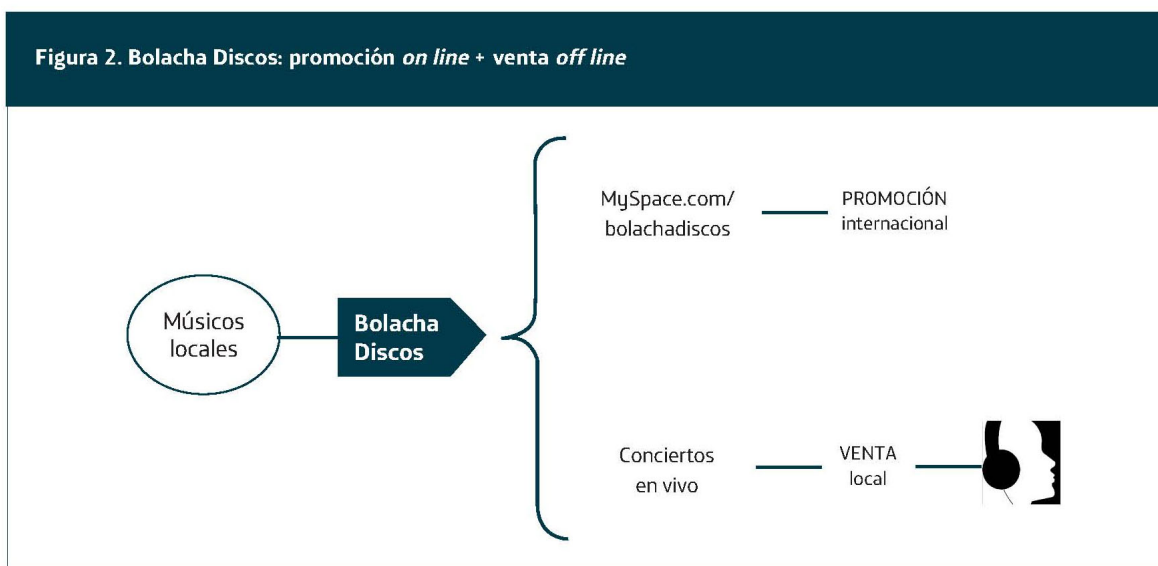 Figura 2. Bolacha Discos: promoción on line + venta off line
MySpace.com/
bolachadiscos
PROMOCIÓN
internacional
Músicos
locales
Bolacha
Discos
Conciertos
en vivo
VENTA
local